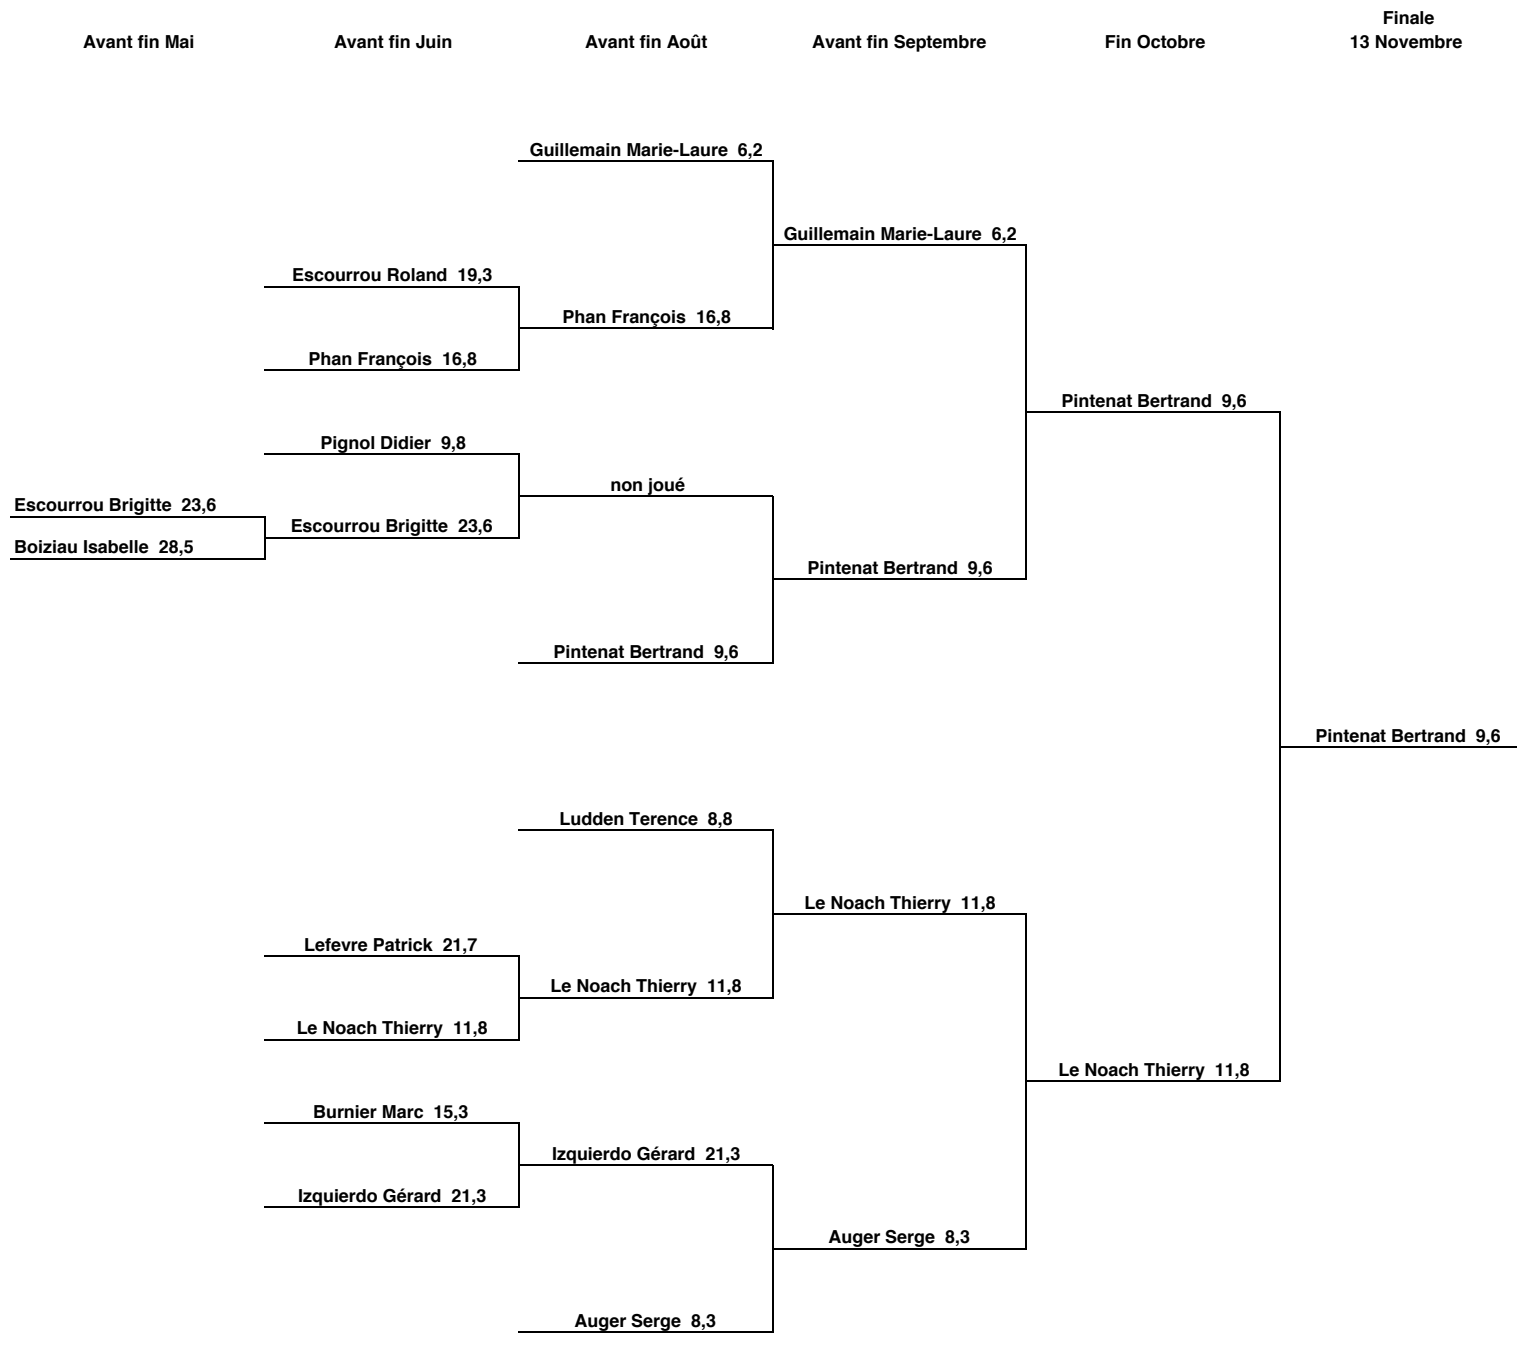 Finale
Avant fin Mai Avant fin Juin Avant fin Août Avant fin Septembre Fin Octobre 13 Novembre
Guillemain Marie-Laure 6,2
Guillemain Marie-Laure 6,2
Escourrou Roland 19,3
Phan François 16,8
Phan François 16,8
Pintenat Bertrand 9,6
Pignol Didier 9,8
non joué
Escourrou Brigitte 23,6
Escourrou Brigitte 23,6
Boiziau Isabelle 28,5
Pintenat Bertrand 9,6
Pintenat Bertrand 9,6
Pintenat Bertrand 9,6
Ludden Terence 8,8
Le Noach Thierry 11,8
Lefevre Patrick 21,7
Le Noach Thierry 11,8
Le Noach Thierry 11,8
Le Noach Thierry 11,8
Burnier Marc 15,3
Izquierdo Gérard 21,3
Izquierdo Gérard 21,3
Auger Serge 8,3
Auger Serge 8,3